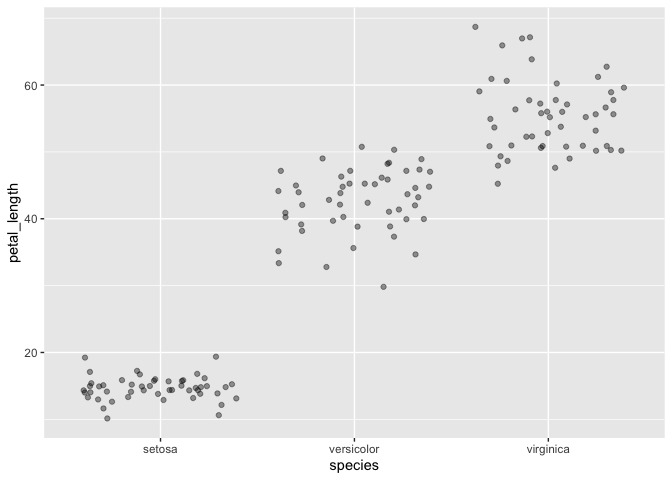 petal_length
60
40
20
setosa
versicolor
virginica
species